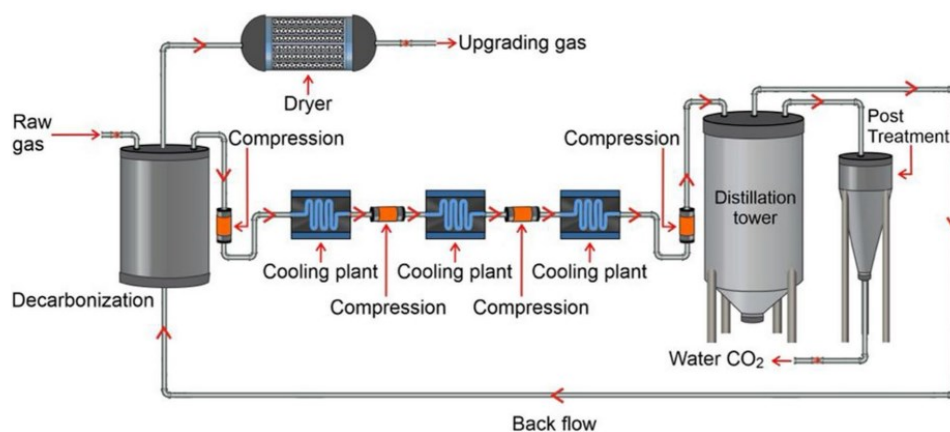 Upgrading gas
Dryer
Raw
gas
Compression
Compression
Post
Treatment
Distillation
tower
Cooling plant
Cooling plant
Cooling plant
Decarbonization
Compression
Compression
Water CO₂
Back flow